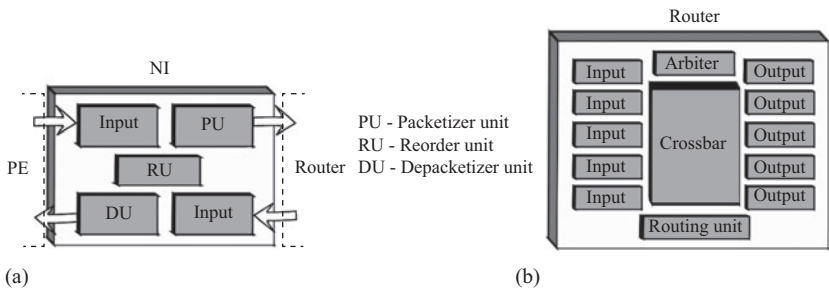 NI
Input
PU
RU
DU
Input
PE
Router
PU - Packetizer unit
RU - Reorder unit
DU - Depacketizer unit
(a)
Router
Arbiter
Input
Input
Input
Input
Input
Crossbar
Output
Output
Output
Output
Output
Routing unit
(b)